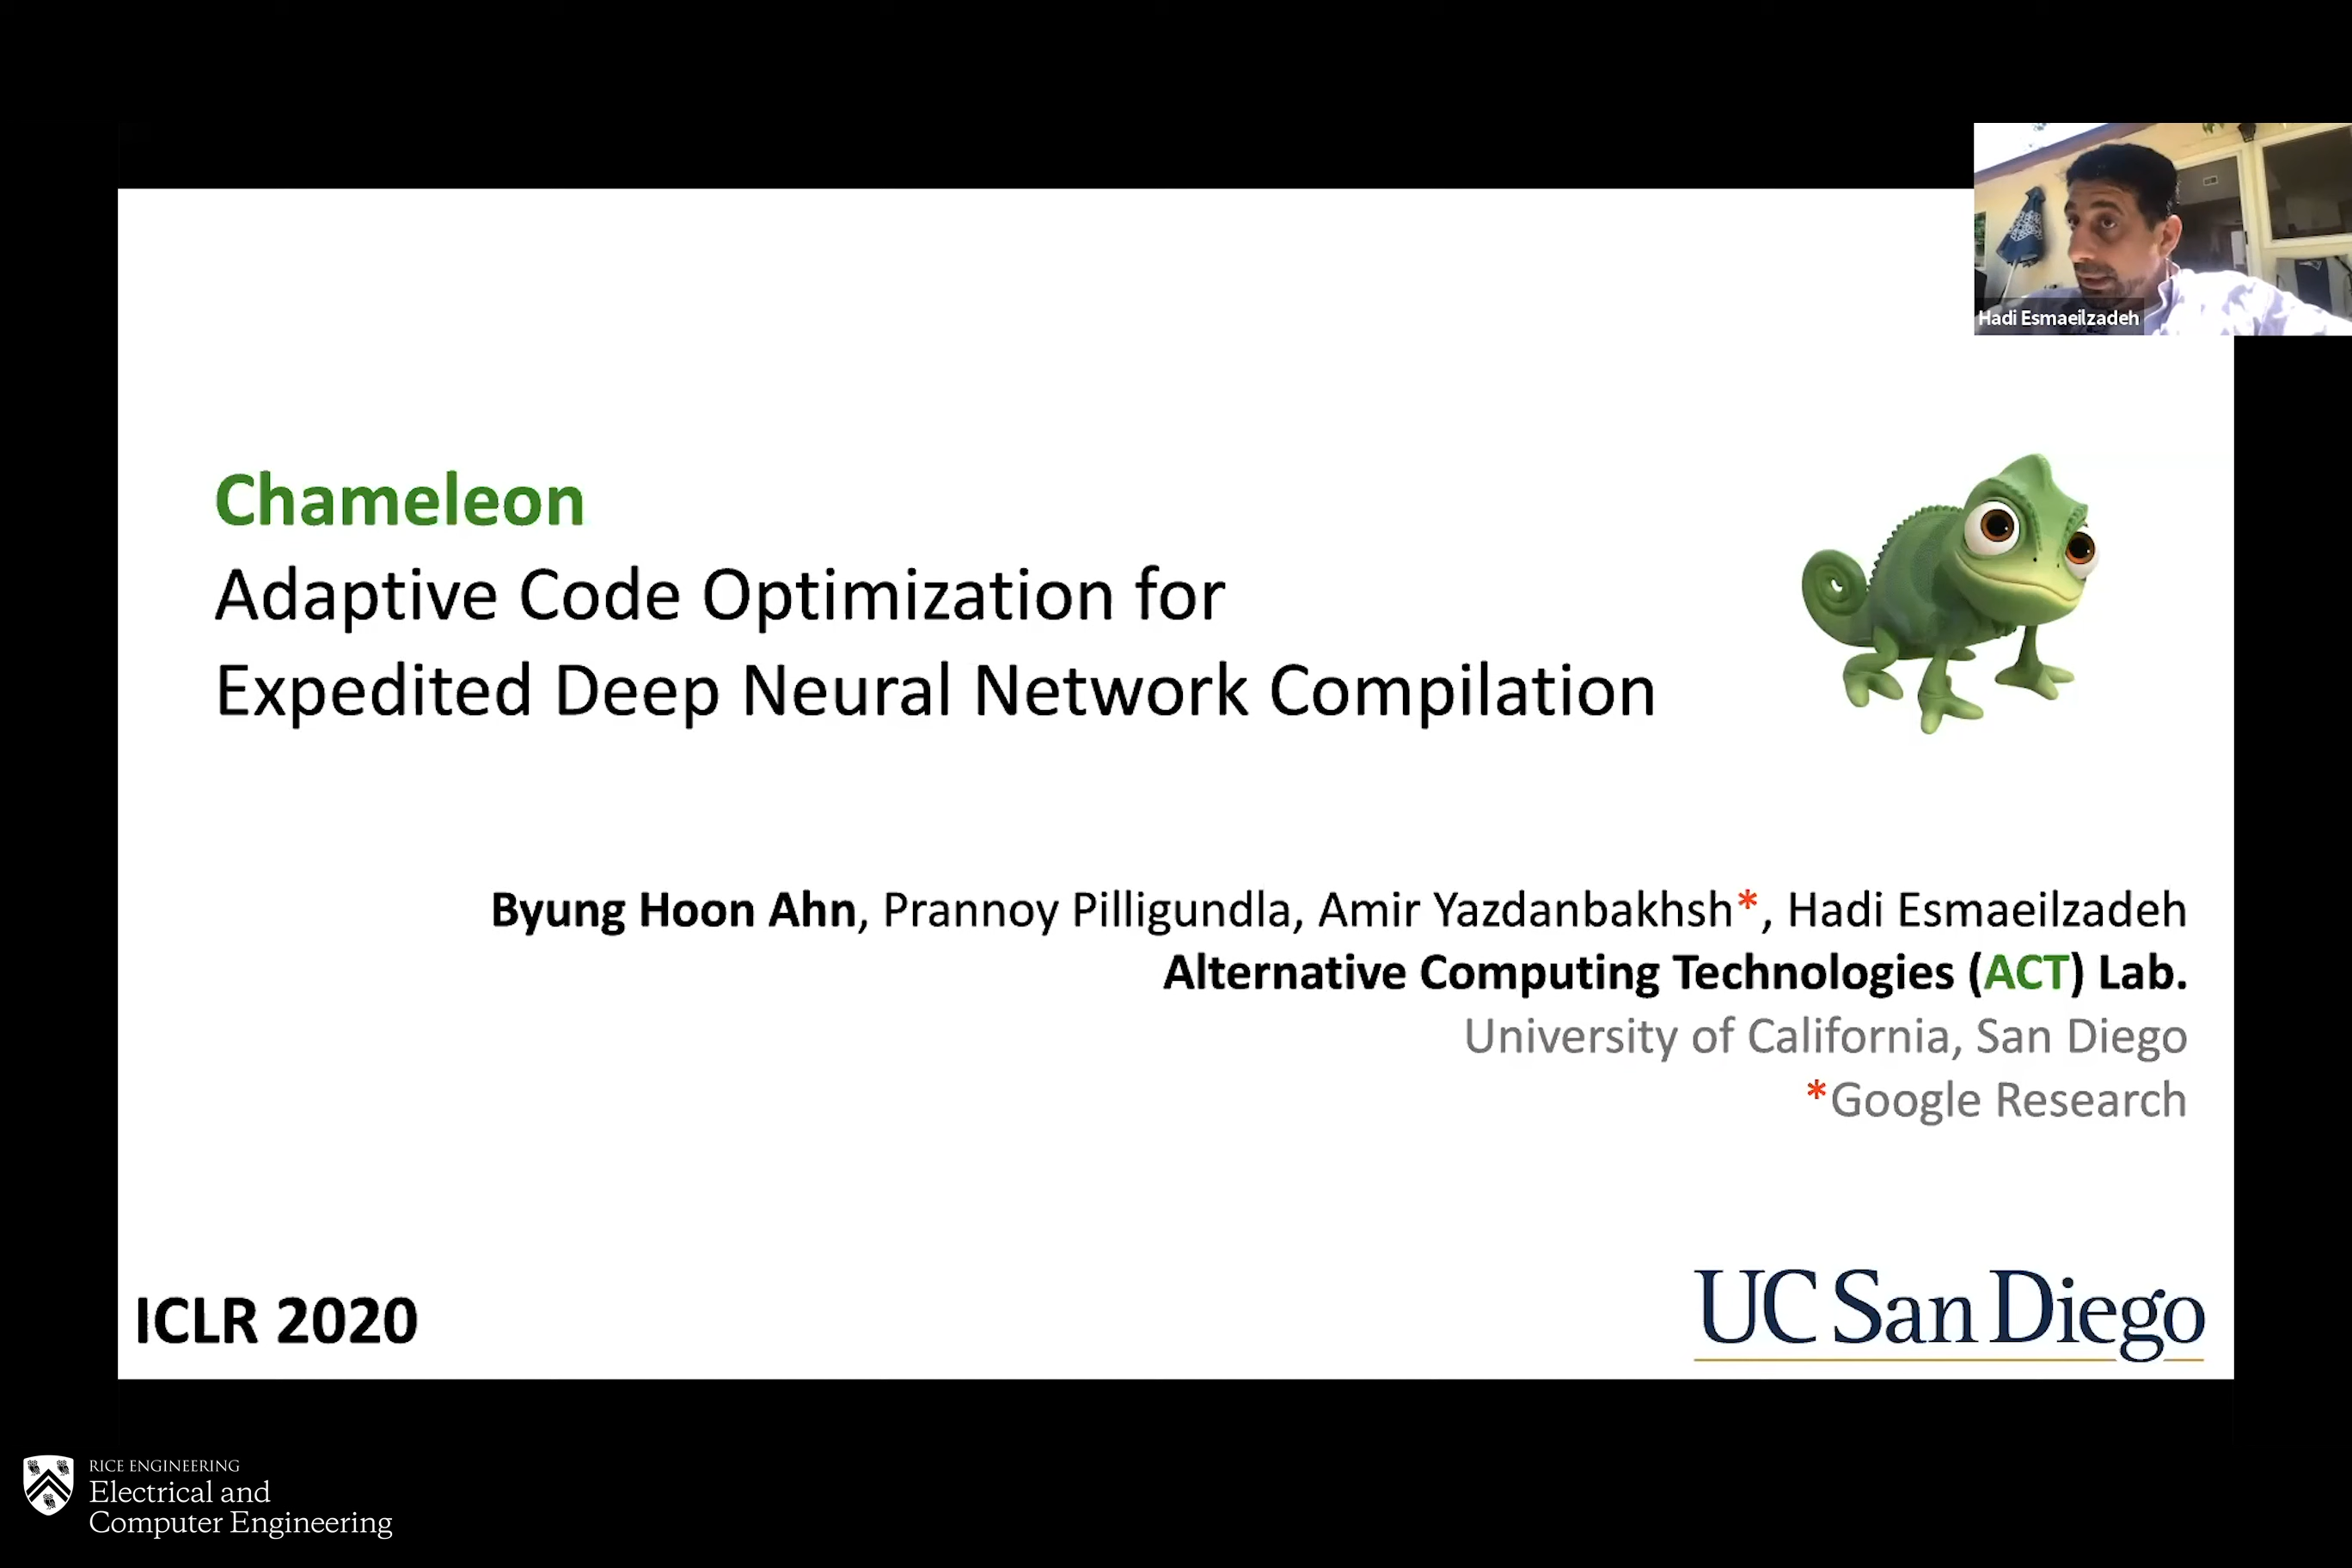 Hadi Esmaeilzadeh
Chameleon
Adaptive Code Optimization for
Expedited Deep Neural Network Compilation
Byung Hoon Ahn, Prannoy Pilligundla, Amir Yazdanbakhsh*, Hadi Esmaeilzadeh
Alternative Computing Technologies (ACT) Lab.
University of California, San Diego
*Google Research
ICLR 2020
UC San Diego
RICE ENGINEERING
Electrical and
Computer Engineering